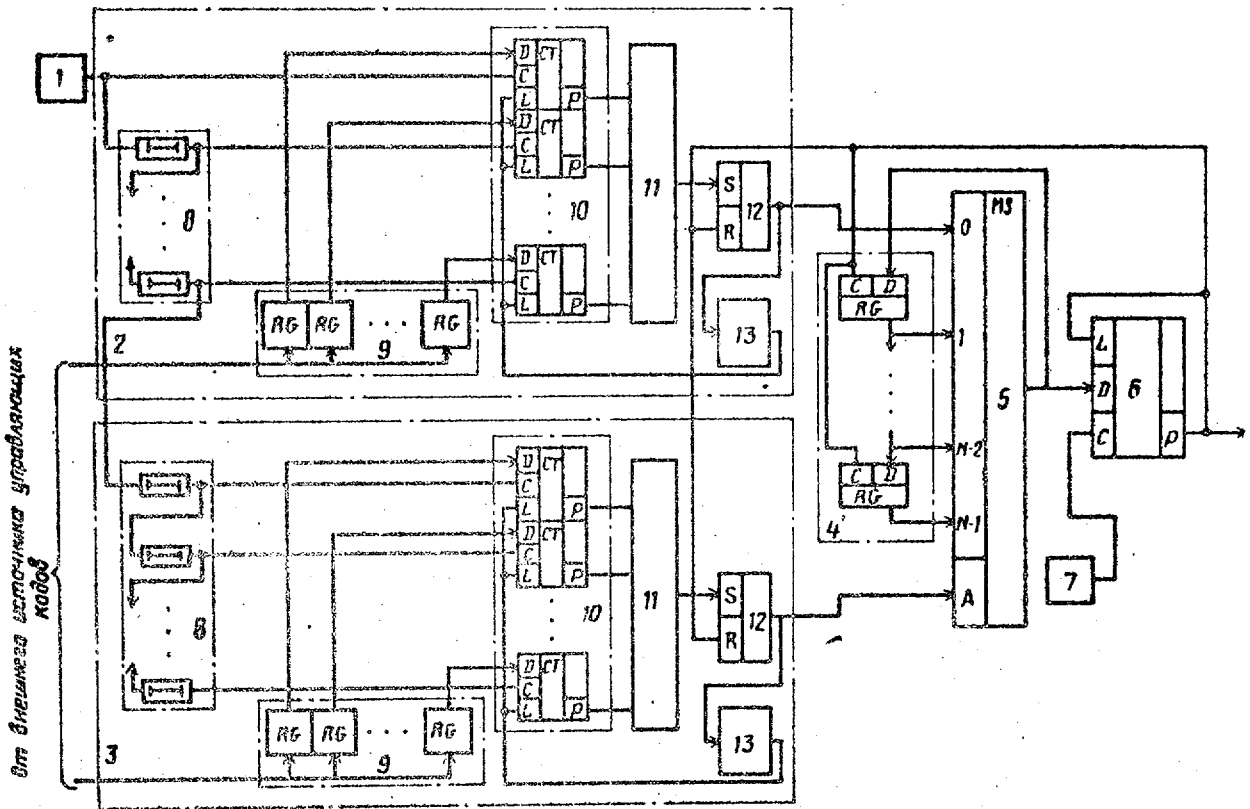 1
D CT
C
L P
D CT
C
L P
11
S
12
R
8
10
D CT
C
L P
RG RG ... RG
9
13
2
0 MS
C D
RG
1
5
N-2
C D
RG
N-1
4
A
L
D 6
C P
7
От внешнего источника управляющих
кодов
D CT
C
L P
D CT
C
L P
11
S
12
R
8
10
D CT
C
L P
RG RG ... RG
9
13
3